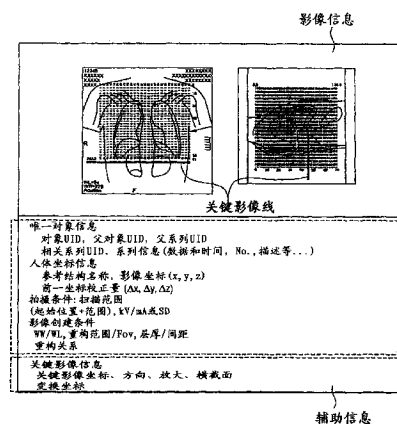 影像信息
关键影像线
唯一对象信息
对象UID, 父对象UID, 父系列UID
相关系列UID、系列信息(数据和时间, No., 描述等...)
人体坐标信息
参考结构名称, 影像坐标(x, y, z)
前一坐标校正量(Δx, Δy, Δz)
拍摄条件: 扫描范围
(起始位置+范围), kV/mA或SD
影像创建条件
WW/WL, 重构范围/Fov, 层厚/间距
重构关系
关键影像信息
关键影像坐标、方向、放大、横截面
变换坐标
辅助信息